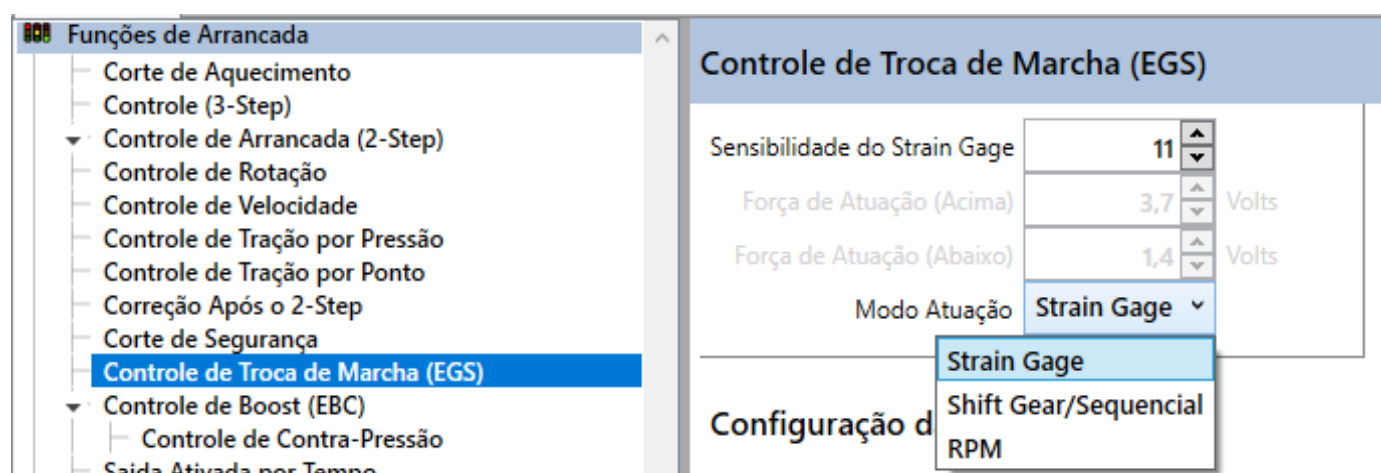 Funções de Arrancada
Corte de Aquecimento
Controle (3-Step)
Controle de Arrancada (2-Step)
Controle de Rotação
Controle de Velocidade
Controle de Tração por Pressão
Controle de Tração por Ponto
Correção Após o 2-Step
Corte de Segurança
Controle de Troca de Marcha (EGS)
Controle de Boost (EBC)
Controle de Contra-Pressão
Saida Ativada por Tempo
Controle de Troca de Marcha (EGS)
Sensibilidade do Strain Gage 11
Força de Atuação (Acima) 3,7 Volts
Força de Atuação (Abaixo) 1,4 Volts
Modo Atuação Strain Gage
Strain Gage
Shift Gear/Sequencial
RPM
Configuração d